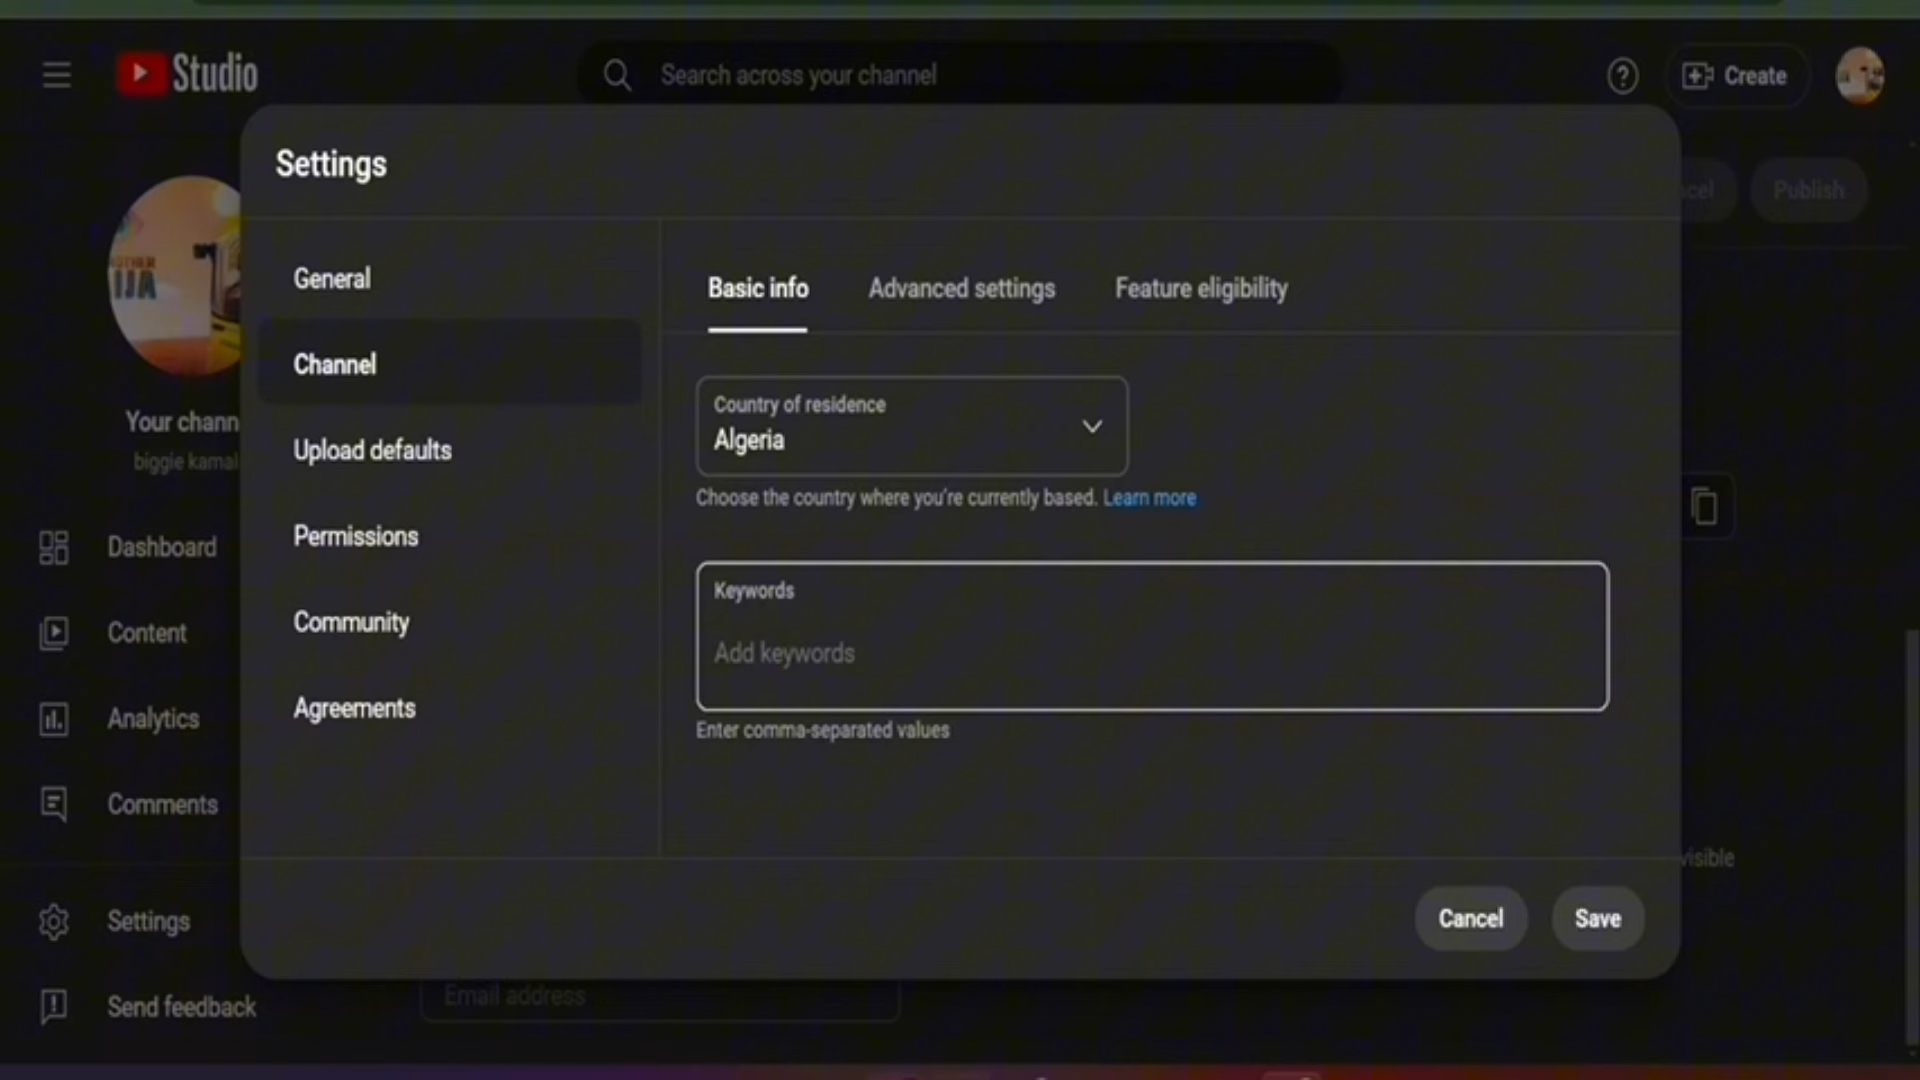 Studio
Search across your channel
Create
Settings
Publish
General
Basic info
Advanced settings
Feature eligibility
Channel
Country of residence
Algeria
Your chann
biggie kamal
Upload defaults
Choose the country where you're currently based. Learn more
Permissions
Dashboard
Keywords
Community
Content
Add keywords
Agreements
Analytics
Enter comma-separated values
Comments
visible
Settings
Cancel
Save
Email address
Send feedback